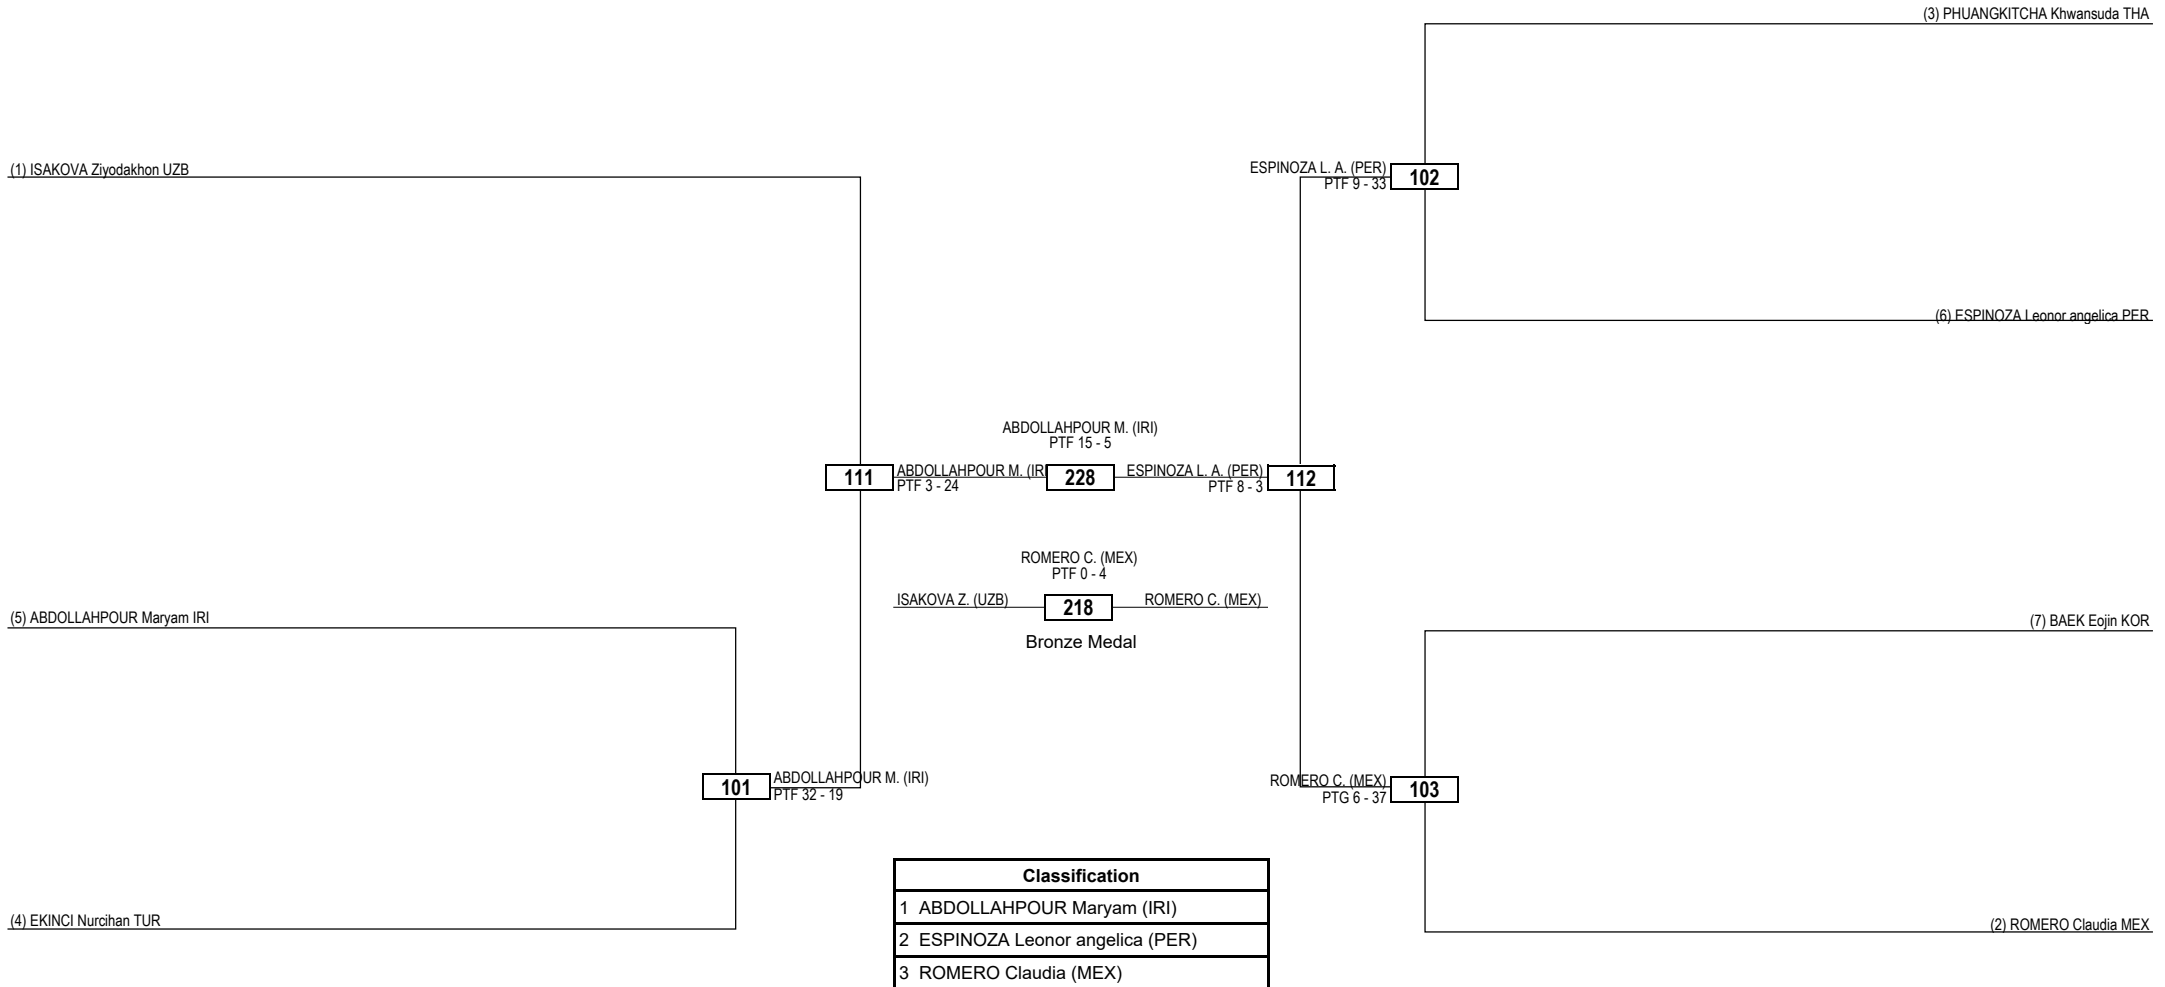 (3) PHUANGKITCHA Khwansuda THA
(1) ISAKOVA Ziyodakhon UZB
ESPINOZA L. A. (PER)
PTF 9 - 33
102
(6) ESPINOZA Leonor angelica PER
ABDOLLAHPOUR M. (IRI)
PTF 15 - 5
111
ABDOLLAHPOUR M. (IRI
PTF 3 - 24
228
ESPINOZA L. A. (PER)
PTF 8 - 3
112
ROMERO C. (MEX)
PTF 0 - 4
ISAKOVA Z. (UZB)
218
ROMERO C. (MEX)
Bronze Medal
(5) ABDOLLAHPOUR Maryam IRI
(7) BAEK Eojin KOR
101
ABDOLLAHPOUR M. (IRI)
PTF 32 - 19
ROMERO C. (MEX)
PTG 6 - 37
103
(4) EKINCI Nurcihan TUR
(2) ROMERO Claudia MEX
Classification
1 ABDOLLAHPOUR Maryam (IRI)
2 ESPINOZA Leonor angelica (PER)
3 ROMERO Claudia (MEX)